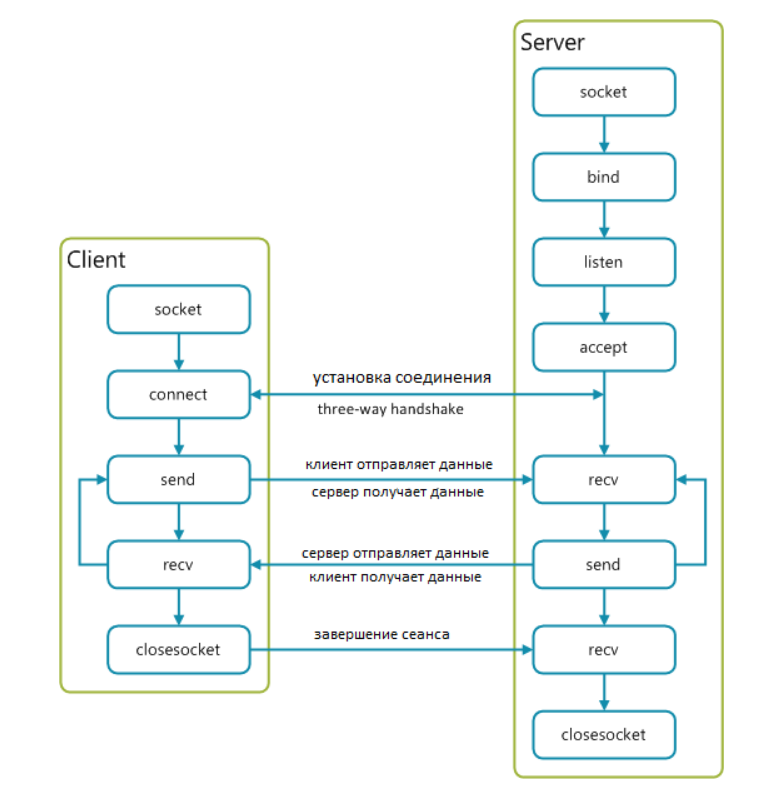 Server
socket
bind
listen
accept
Client
socket
connect
send
recv
closesocket
установка соединения
three-way handshake
клиент отправляет данные
сервер получает данные
сервер отправляет данные
клиент получает данные
завершение сеанса
recv
send
recv
closesocket